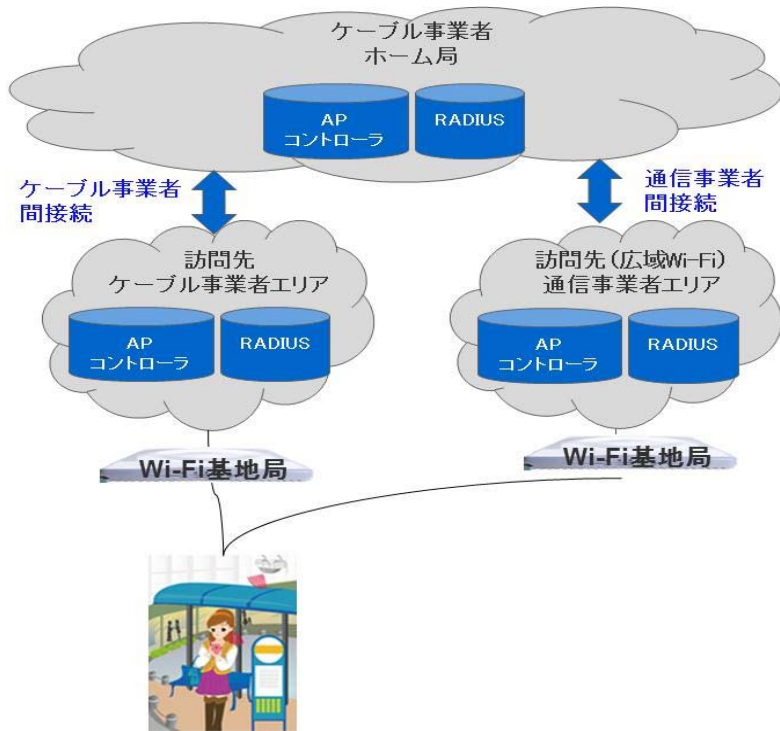 ケーブル事業者
ホーム局
AP
コントローラ
RADIUS
ケーブル事業者
間接続
通信事業者
間接続
訪問先
ケーブル事業者エリア
AP
コントローラ
RADIUS
訪問先(広域Wi-Fi)
通信事業者エリア
AP
コントローラ
RADIUS
Wi-Fi基地局
Wi-Fi基地局